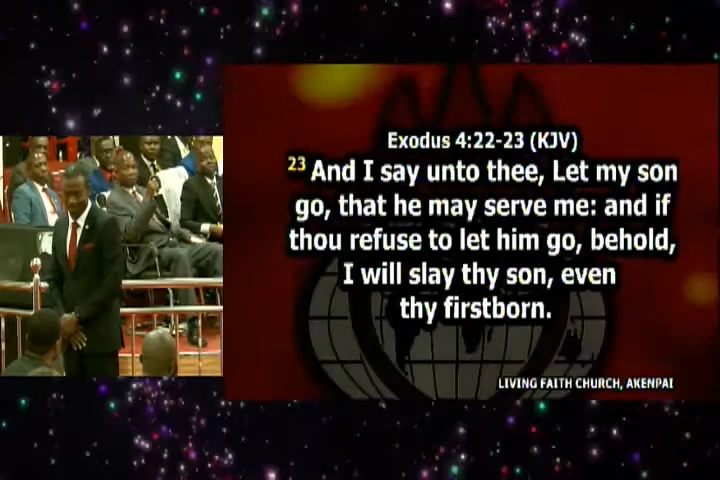 Exodus 4:22-23 (KJV)
23 And I say unto thee, Let my son
go, that he may serve me: and if
thou refuse to let him go, behold,
I will slay thy son, even
thy firstborn.
LIVING FAITH CHURCH, AKENPAI